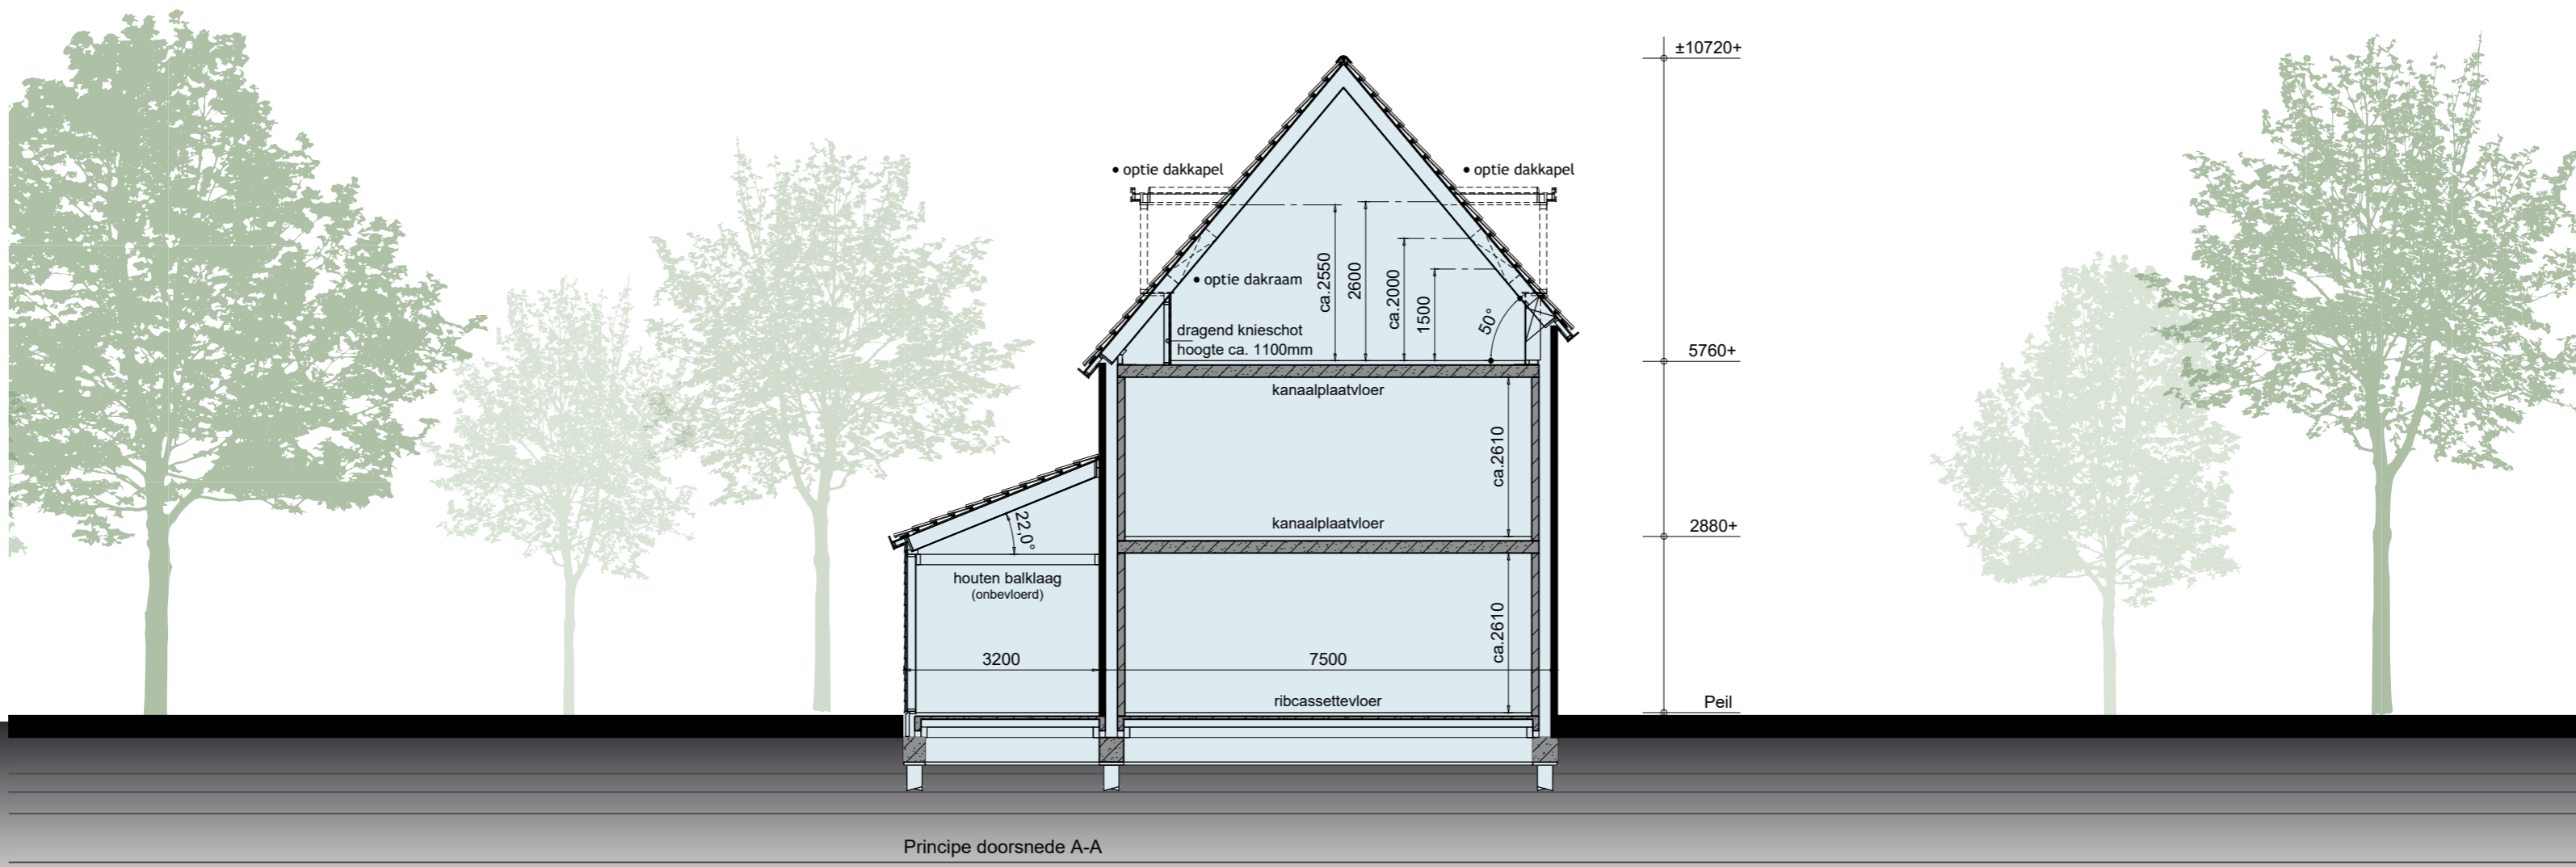 ±10720+
• optie dakkapel
• optie dakkapel
• optie dakraam
ca.2550
2600
ca.2000
1500
50°
dragend knieschot
hoogte ca. 1100mm
5760+
kanaalplaatvloer
ca.2610
kanaalplaatvloer
2880+
22,0°
houten balklaag
(onbevloerd)
ca.2610
3200
7500
ribcassettevloer
Peil
Principe doorsnede A-A